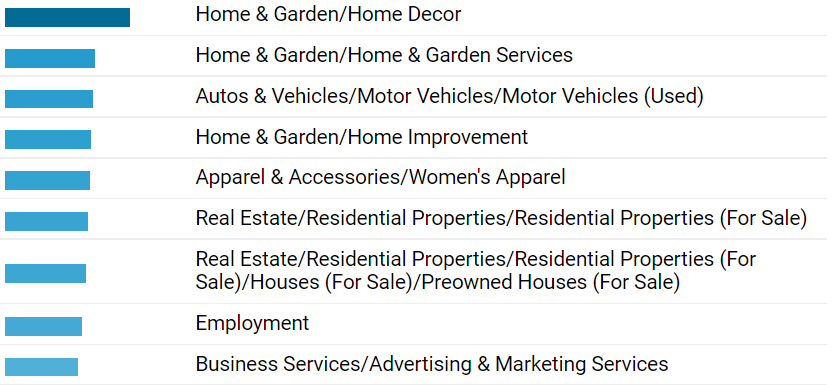 Home & Garden/Home Decor
Home & Garden/Home & Garden Services
Autos & Vehicles/Motor Vehicles/Motor Vehicles (Used)
Home & Garden/Home Improvement
Apparel & Accessories/Women's Apparel
Real Estate/Residential Properties/Residential Properties (For Sale)
Real Estate/Residential Properties/Residential Properties (For
Sale)/Houses (For Sale)/Preowned Houses (For Sale)
Employment
Business Services/Advertising & Marketing Services